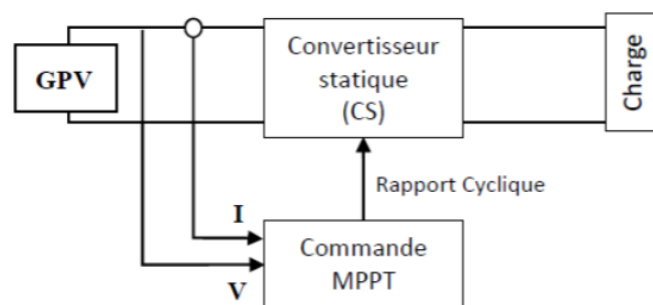 GPV
Convertisseur
statique
(CS)
Charge
Rapport Cyclique
I
V
Commande
MPPT